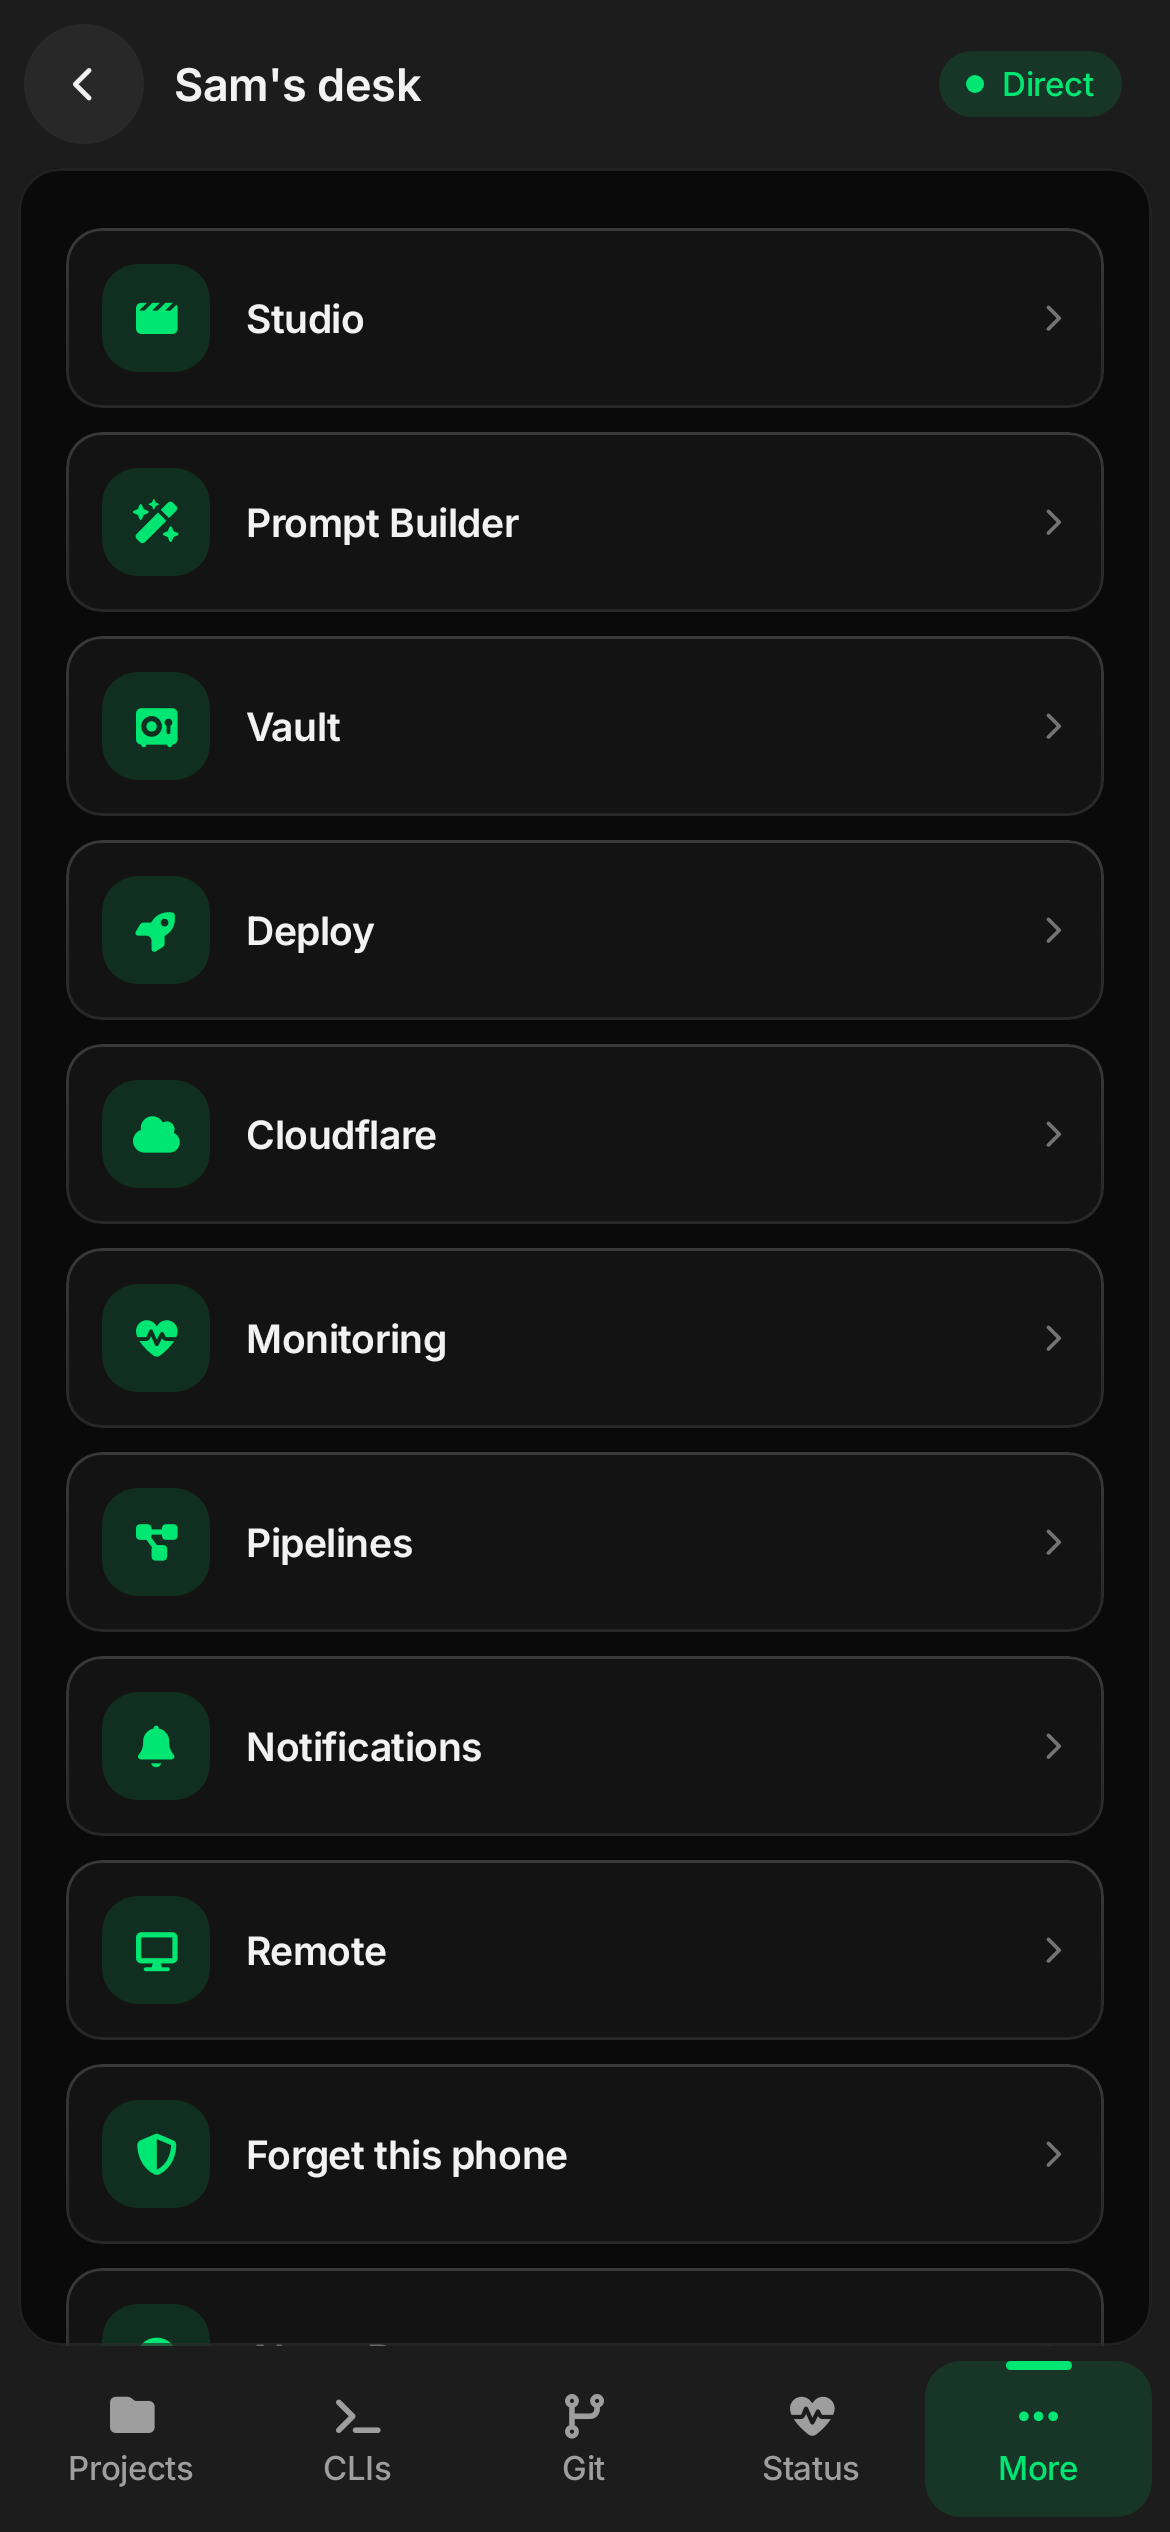 Sam's desk
Direct
Studio
Prompt Builder
Vault
Deploy
Cloudflare
Monitoring
Pipelines
Notifications
Remote
Forget this phone
Projects
CLIs
Git
Status
More